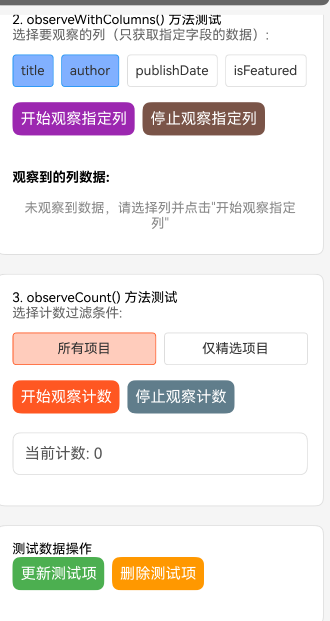 2. observeWithColumns() 方法测试
选择要观察的列（只获取指定字段的数据）:
title author publishDate isFeatured
开始观察指定列 停止观察指定列
观察到的列数据:
未观察到数据，请选择列并点击"开始观察指定
列"
3. observeCount() 方法测试
选择计数过滤条件:
所有项目 仅精选项目
开始观察计数 停止观察计数
当前计数: 0
测试数据操作
更新测试项 删除测试项